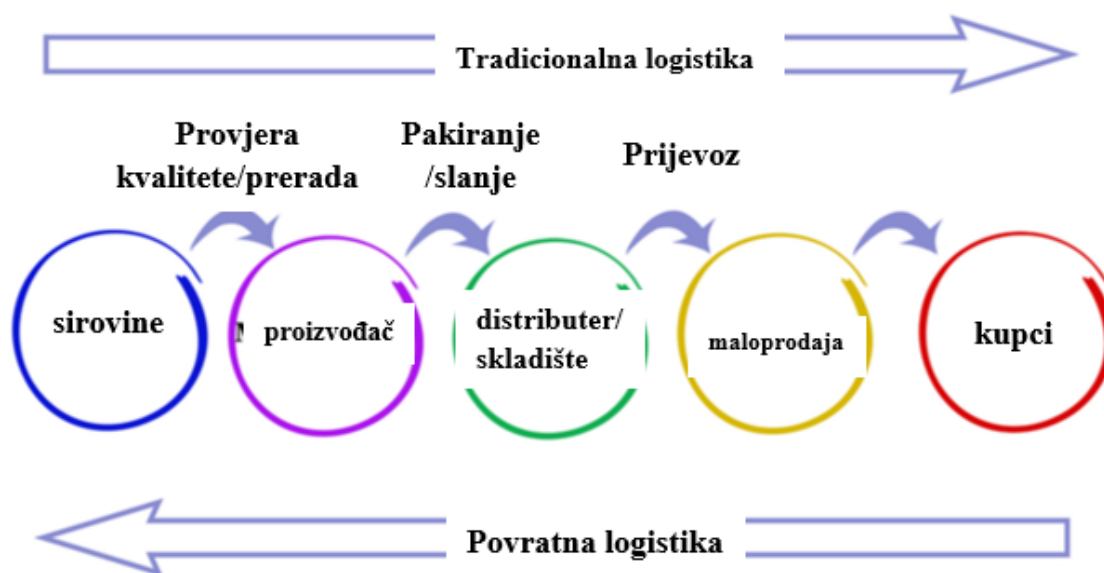 Tradicionalna logistika
Provjera
kvalitete/prerada
Pakiranje
/slanje
Prijevoz
sirovine
proizvođač
distributer/
skladište
maloprodaja
kupci
Povratna logistika